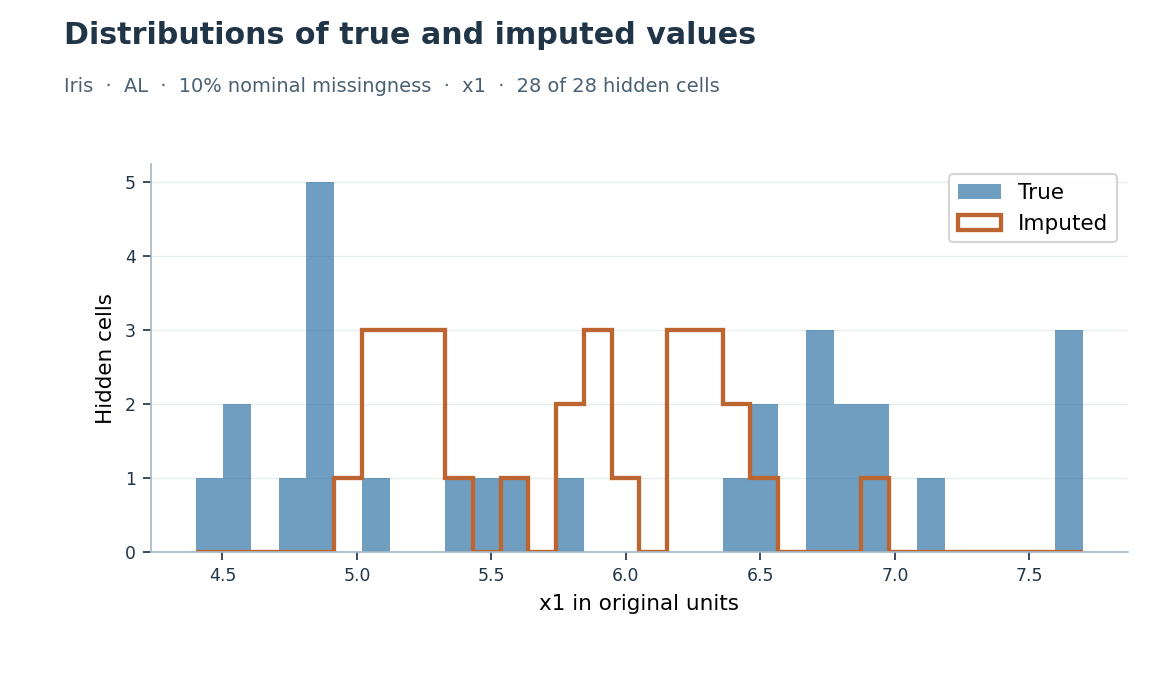 Distributions of true and imputed values
Iris · AL · 10% nominal missingness · x1 · 28 of 28 hidden cells
True
Imputed
Hidden cells
5
4
3
2
1
0
4.5 5.0 5.5 6.0 6.5 7.0 7.5
x1 in original units